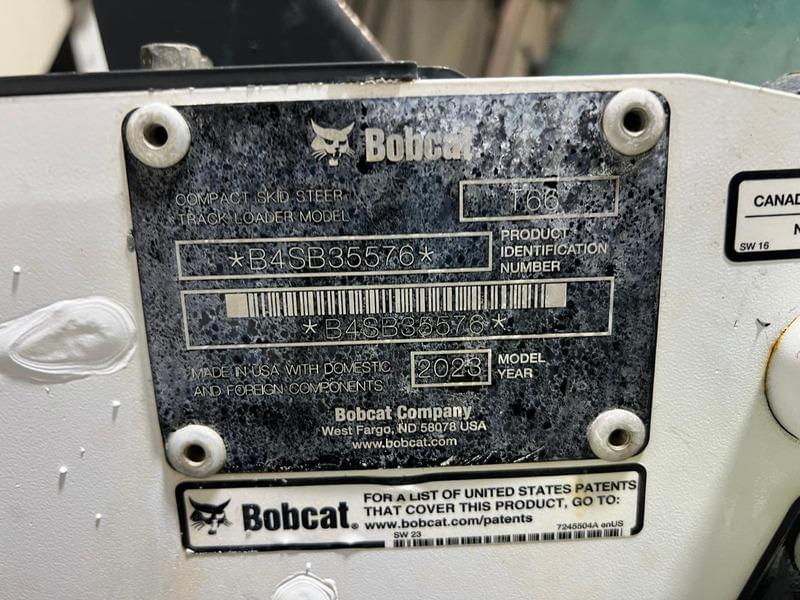 Bobcat
COMPACT SKID STEER
TRACK LOADER MODEL
T66
*B4SB35576*
PRODUCT
IDENTIFICATION
NUMBER
*B4SB35576*
MADE IN USA WITH DOMESTIC
AND FOREIGN COMPONENTS
2023
MODEL
YEAR
Bobcat Company
West Fargo, ND 58078 USA
www.bobcat.com
Bobcat®
FOR A LIST OF UNITED STATES PATENTS
THAT COVER THIS PRODUCT, GO TO:
www.bobcat.com/patents
SW 23
7245504A enUS
SW 16